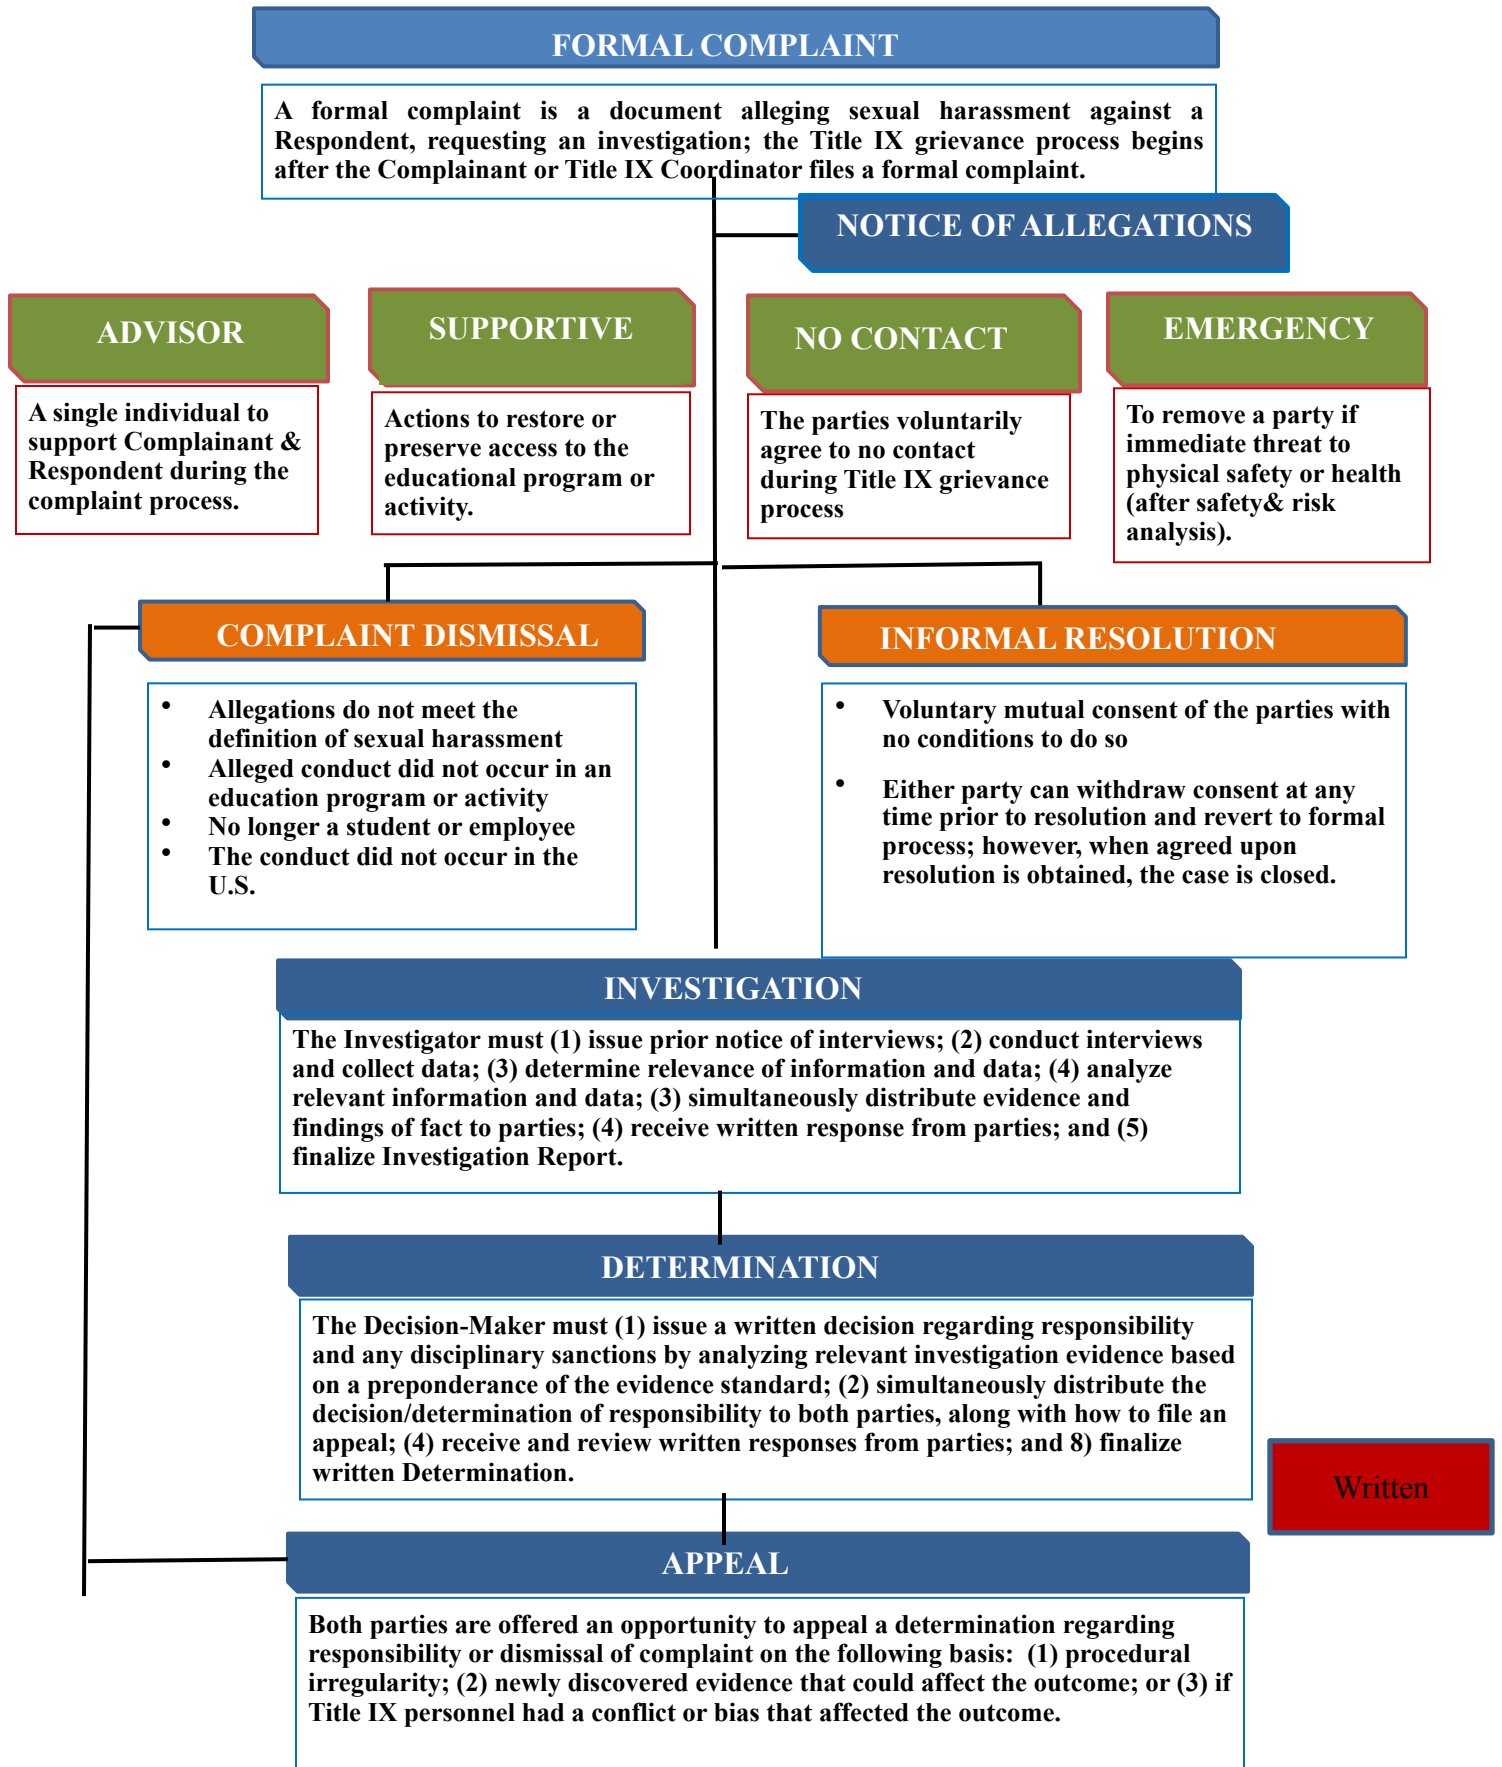 FORMAL COMPLAINT
A formal complaint is a document alleging sexual harassment against a
Respondent, requesting an investigation; the Title IX grievance process begins
after the Complainant or Title IX Coordinator files a formal complaint.
NOTICE OF ALLEGATIONS
ADVISOR
A single individual to
support Complainant &
Respondent during the
complaint process.
SUPPORTIVE
Actions to restore or
preserve access to the
educational program or
activity.
NO CONTACT
The parties voluntarily
agree to no contact
during Title IX grievance
process
EMERGENCY
To remove a party if
immediate threat to
physical safety or health
(after safety& risk
analysis).
COMPLAINT DISMISSAL
• Allegations do not meet the
definition of sexual harassment
• Alleged conduct did not occur in an
education program or activity
• No longer a student or employee
• The conduct did not occur in the
U.S.
INFORMAL RESOLUTION
• Voluntary mutual consent of the parties with
no conditions to do so
• Either party can withdraw consent at any
time prior to resolution and revert to formal
process; however, when agreed upon
resolution is obtained, the case is closed.
INVESTIGATION
The Investigator must (1) issue prior notice of interviews; (2) conduct interviews
and collect data; (3) determine relevance of information and data; (4) analyze
relevant information and data; (3) simultaneously distribute evidence and
findings of fact to parties; (4) receive written response from parties; and (5)
finalize Investigation Report.
DETERMINATION
The Decision-Maker must (1) issue a written decision regarding responsibility
and any disciplinary sanctions by analyzing relevant investigation evidence based
on a preponderance of the evidence standard; (2) simultaneously distribute the
decision/determination of responsibility to both parties, along with how to file an
appeal; (4) receive and review written responses from parties; and 8) finalize
written Determination.
Written
APPEAL
Both parties are offered an opportunity to appeal a determination regarding
responsibility or dismissal of complaint on the following basis:  (1) procedural
irregularity; (2) newly discovered evidence that could affect the outcome; or (3) if
Title IX personnel had a conflict or bias that affected the outcome.